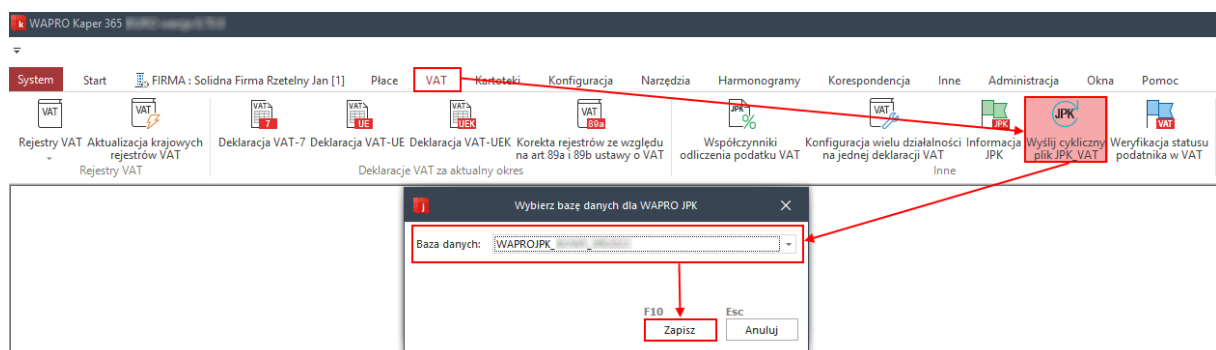 WAPRO Kaper 365
System Start FIRMA : Solidna Firma Rzetelny Jan [1] Płace VAT Kartoteki Konfiguracja Narzędzia Harmonogramy Korespondencja Inne Administracja Okna Pomoc
VAT VAT VAT 7 VAT UE VAT UEK VAT 89a JPK % VAT JPK JPK VAT
Rejestry VAT Aktualizacja krajowych Deklaracja VAT-7 Deklaracja VAT-UE Deklaracja VAT-UEK Korekta rejestrów ze względu Współczynniki Konfiguracja wielu działalności Informacja Wyślij cykliczny Weryfikacja statusu
rejestrów VAT na art 89a i 89b ustawy o VAT odliczenia podatku VAT na jednej deklaracji VAT JPK plik JPK_VAT podatnika w VAT
Rejestry VAT Deklaracje VAT za aktualny okres Inne
Wybierz bazę danych dla WAPRO JPK
Baza danych: WAPROJPK_
F10 Esc
Zapisz Anuluj